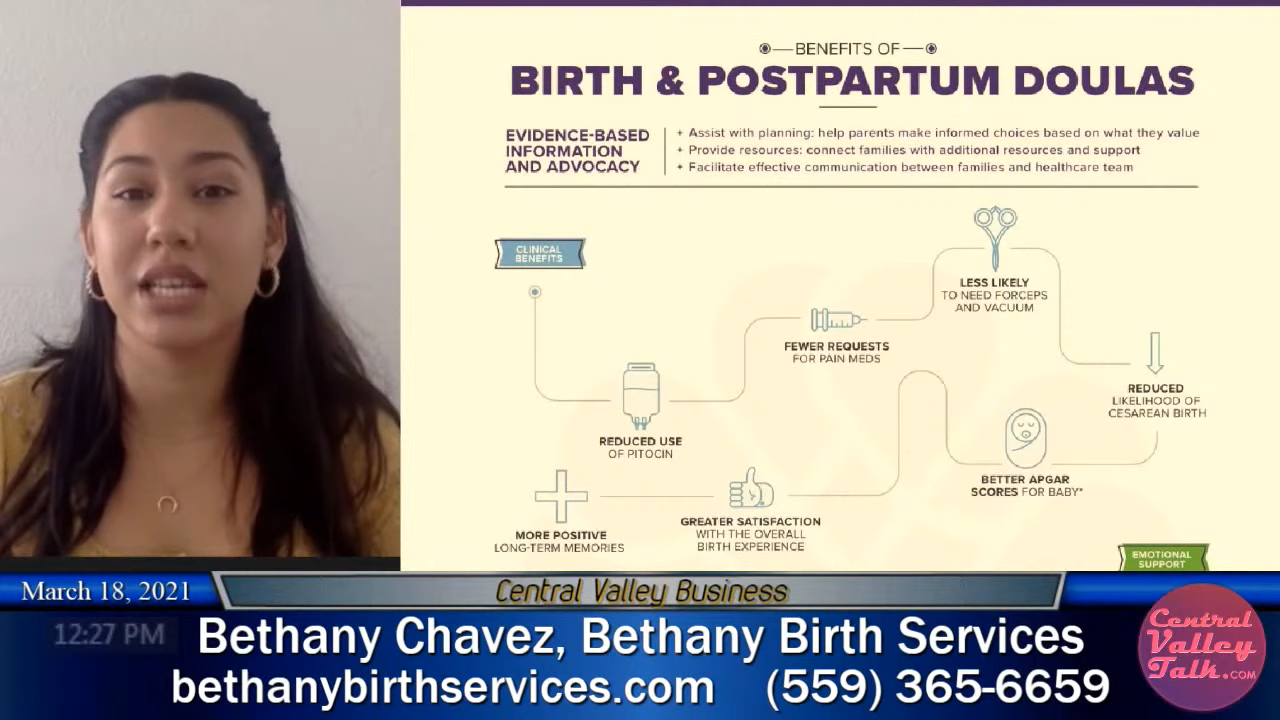 BENEFITS OF
BIRTH & POSTPARTUM DOULAS
EVIDENCE-BASED
INFORMATION
AND ADVOCACY
+ Assist with planning: help parents make informed choices based on what they value
+ Provide resources: connect families with additional resources and support
+ Facilitate effective communication between families and healthcare team
CLINICAL
BENEFITS
LESS LIKELY
TO NEED FORCEPS
AND VACUUM
FEWER REQUESTS
FOR PAIN MEDS
REDUCED
LIKELIHOOD OF
CESAREAN BIRTH
REDUCED USE
OF PITOCIN
BETTER APGAR
SCORES FOR BABY*
GREATER SATISFACTION
WITH THE OVERALL
BIRTH EXPERIENCE
MORE POSITIVE
LONG-TERM MEMORIES
EMOTIONAL
SUPPORT
March 18, 2021
Central Valley Business
12:27 PM
Bethany Chavez, Bethany Birth Services
bethanybirthservices.com (559) 365-6659
Central
Valley
Talk.COM